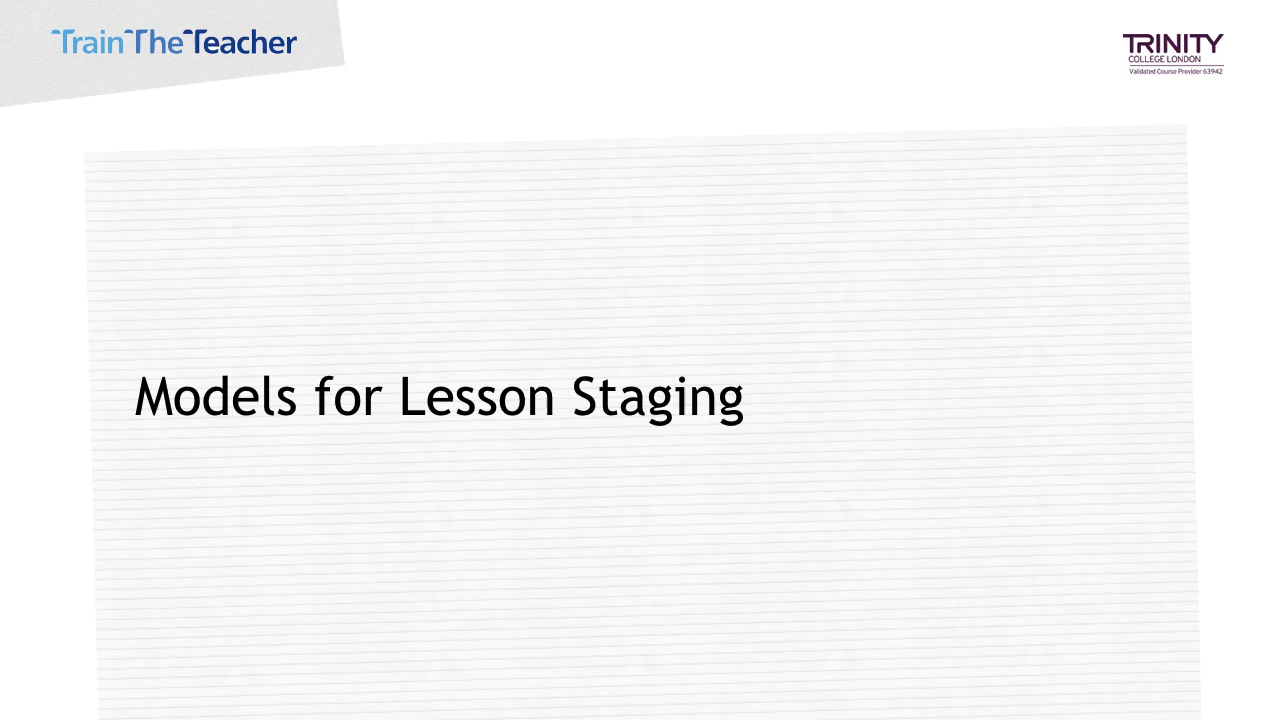 TrainTheTeacher
TRINITY
COLLEGE LONDON
Validated Course Provider 63942
Models for Lesson Staging